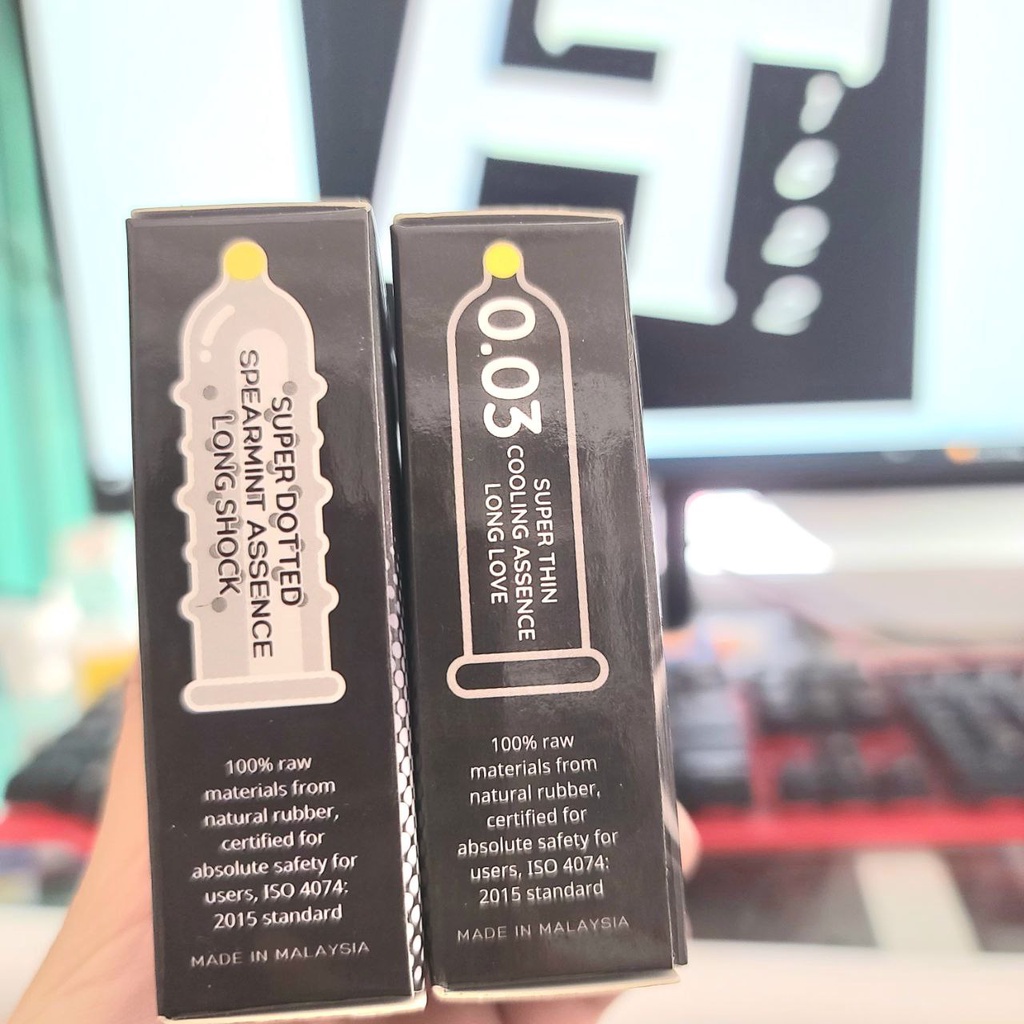 SUPER DOTTED
SPEARMINT ASSENCE
LONG SHOCK
100% raw
materials from
natural rubber,
certified for
absolute safety for
users, ISO 4074:
2015 standard
MADE IN MALAYSIA
0.03
SUPER THIN
COOLING ASSENCE
LONG LOVE
100% raw
materials from
natural rubber,
certified for
absolute safety for
users, ISO 4074:
2015 standard
MADE IN MALAYSIA